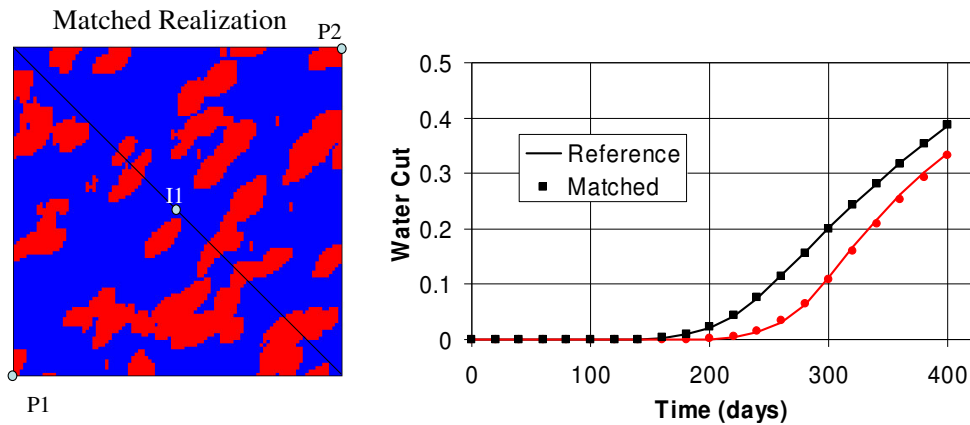 Matched Realization
P2
I1
P1
0.5
0.4
0.3
0.2
0.1
0
Water Cut
Reference
Matched
0 100 200 300 400
Time (days)